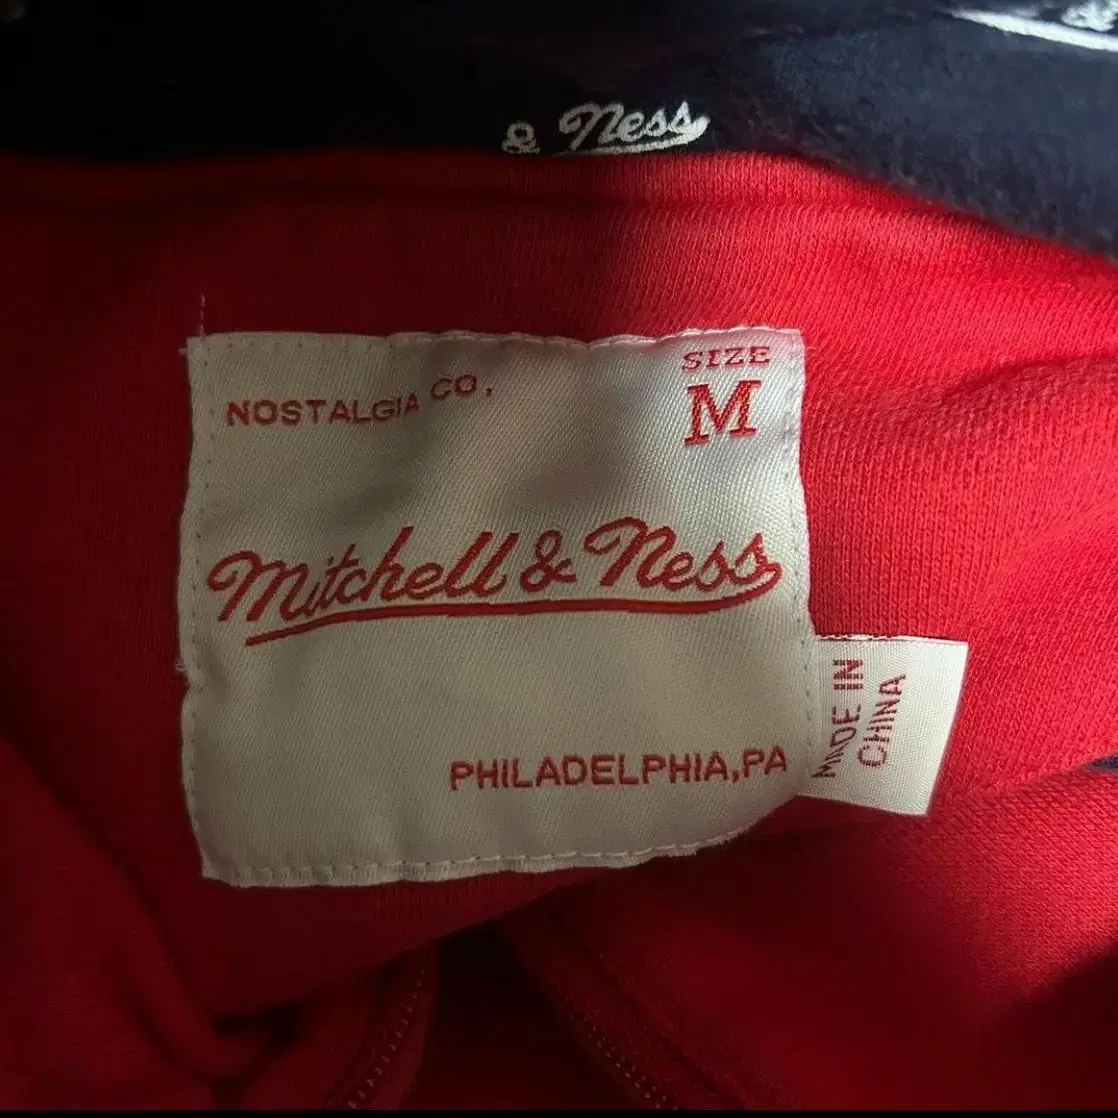 & Ness
NOSTALGIA CO.
SIZE
M
Mitchell & Ness
PHILADELPHIA, PA
MADE IN
CHINA